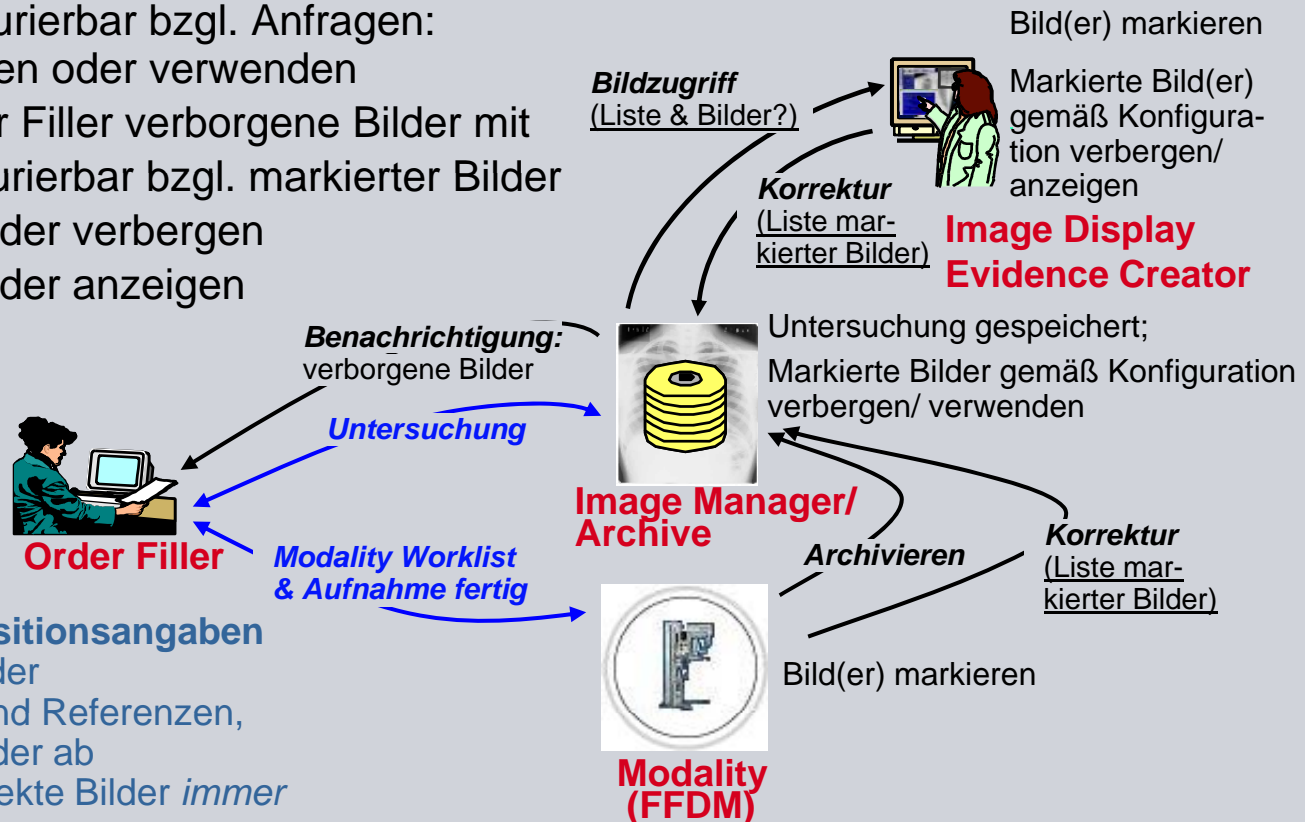 urierbar bzgl. Anfragen:
en oder verwenden
r Filler verborgene Bilder mit
urierbar bzgl. markierter Bilder
der verbergen
der anzeigen
Bildzugriff
(Liste & Bilder?)
Bild(er) markieren
Markierte Bild(er)
gemäß Konfigura-
tion verbergen/
anzeigen
Korrektur
(Liste mar-
kierter Bilder)
Image Display
Evidence Creator
Benachrichtigung:
verborgene Bilder
Untersuchung gespeichert;
Markierte Bilder gemäß Konfiguration
verbergen/ verwenden
Untersuchung
Image Manager/
Archive
Order Filler
Modality Worklist
& Aufnahme fertig
Archivieren
Korrektur
(Liste mar-
kierter Bilder)
sitionsangaben
der
nd Referenzen,
der ab
ekte Bilder immer
Bild(er) markieren
Modality
(FFDM)